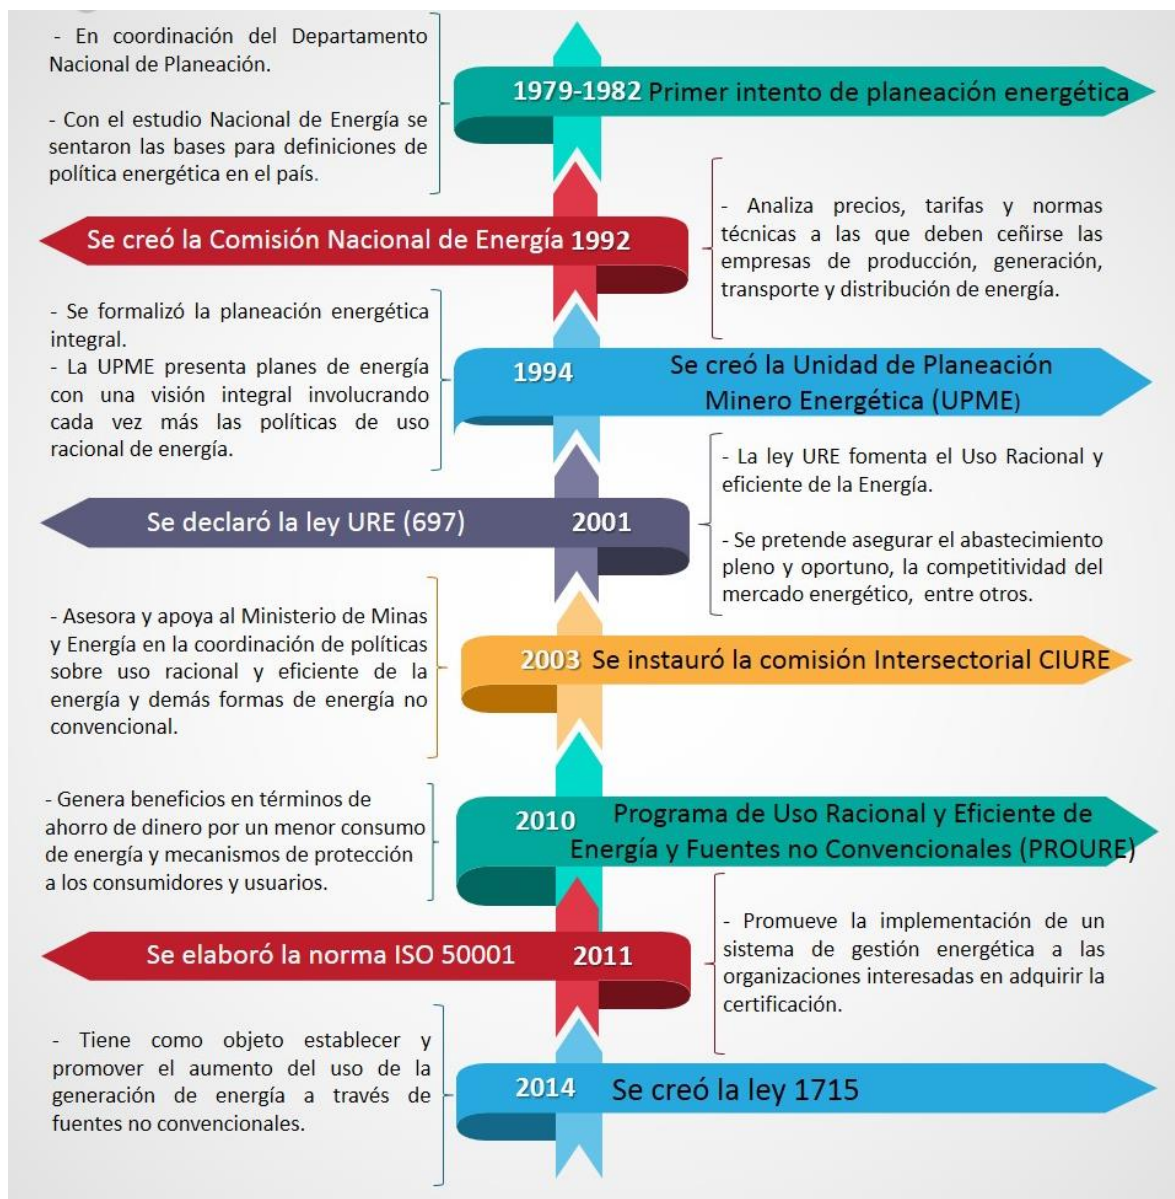 - En coordinación del Departamento
Nacional de Planeación.
- Con el estudio Nacional de Energía se
sentaron las bases para definiciones de
política energética en el país.
1979-1982 Primer intento de planeación energética
Se creó la Comisión Nacional de Energía 1992
- Analiza precios, tarifas y normas
técnicas a las que deben ceñirse las
empresas de producción, generación,
transporte y distribución de energía.
- Se formalizó la planeación energética
integral.
- La UPME presenta planes de energía
con una visión integral involucrando
cada vez más las políticas de uso
racional de energía.
1994
Se creó la Unidad de Planeación
Minero Energética (UPME)
Se declaró la ley URE (697) 2001
- La ley URE fomenta el Uso Racional y
eficiente de la Energía.
- Se pretende asegurar el abastecimiento
pleno y oportuno, la competitividad del
mercado energético, entre otros.
- Asesora y apoya al Ministerio de Minas
y Energía en la coordinación de políticas
sobre uso racional y eficiente de la
energía y demás formas de energía no
convencional.
2003 Se instauró la comisión Intersectorial CIURE
- Genera beneficios en términos de
ahorro de dinero por un menor consumo
de energía y mecanismos de protección
a los consumidores y usuarios.
2010
Programa de Uso Racional y Eficiente de
Energía y Fuentes no Convencionales (PROURE)
Se elaboró la norma ISO 50001 2011
- Promueve la implementación de un
sistema de gestión energética a las
organizaciones interesadas en adquirir la
certificación.
- Tiene como objeto establecer y
promover el aumento del uso de la
generación de energía a través de
fuentes no convencionales.
2014 Se creó la ley 1715